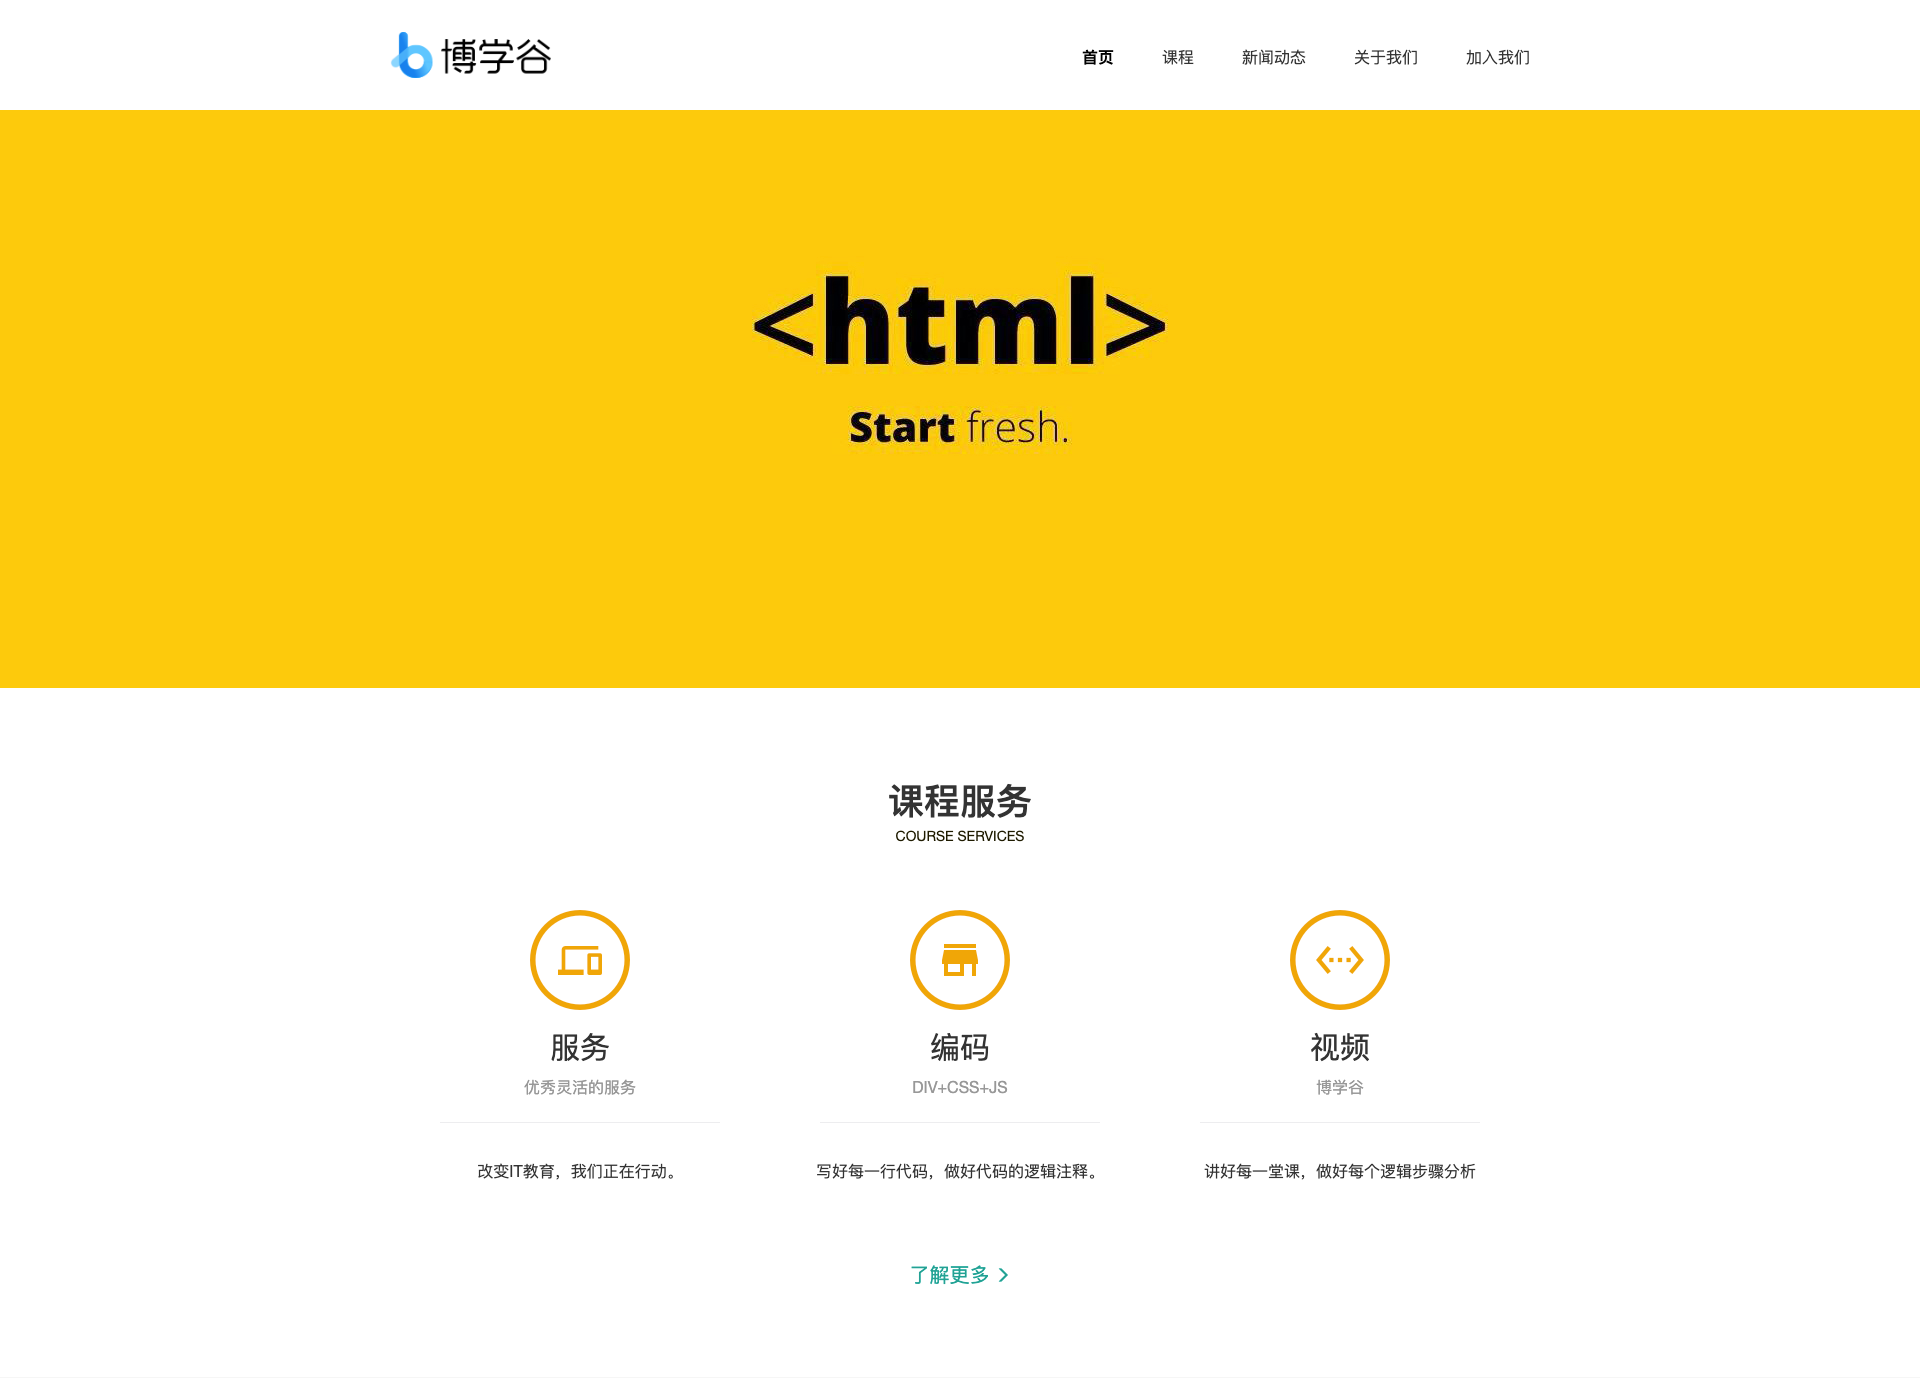 博学谷
首页 课程 新闻动态 关于我们 加入我们
<html>
Start fresh.
课程服务
COURSE SERVICES
服务 编码 视频
优秀灵活的服务 DIV+CSS+JS 博学谷
改变IT教育，我们正在行动。 写好每一行代码，做好代码的逻辑注释。 讲好每一堂课，做好每个逻辑步骤分析
了解更多 >